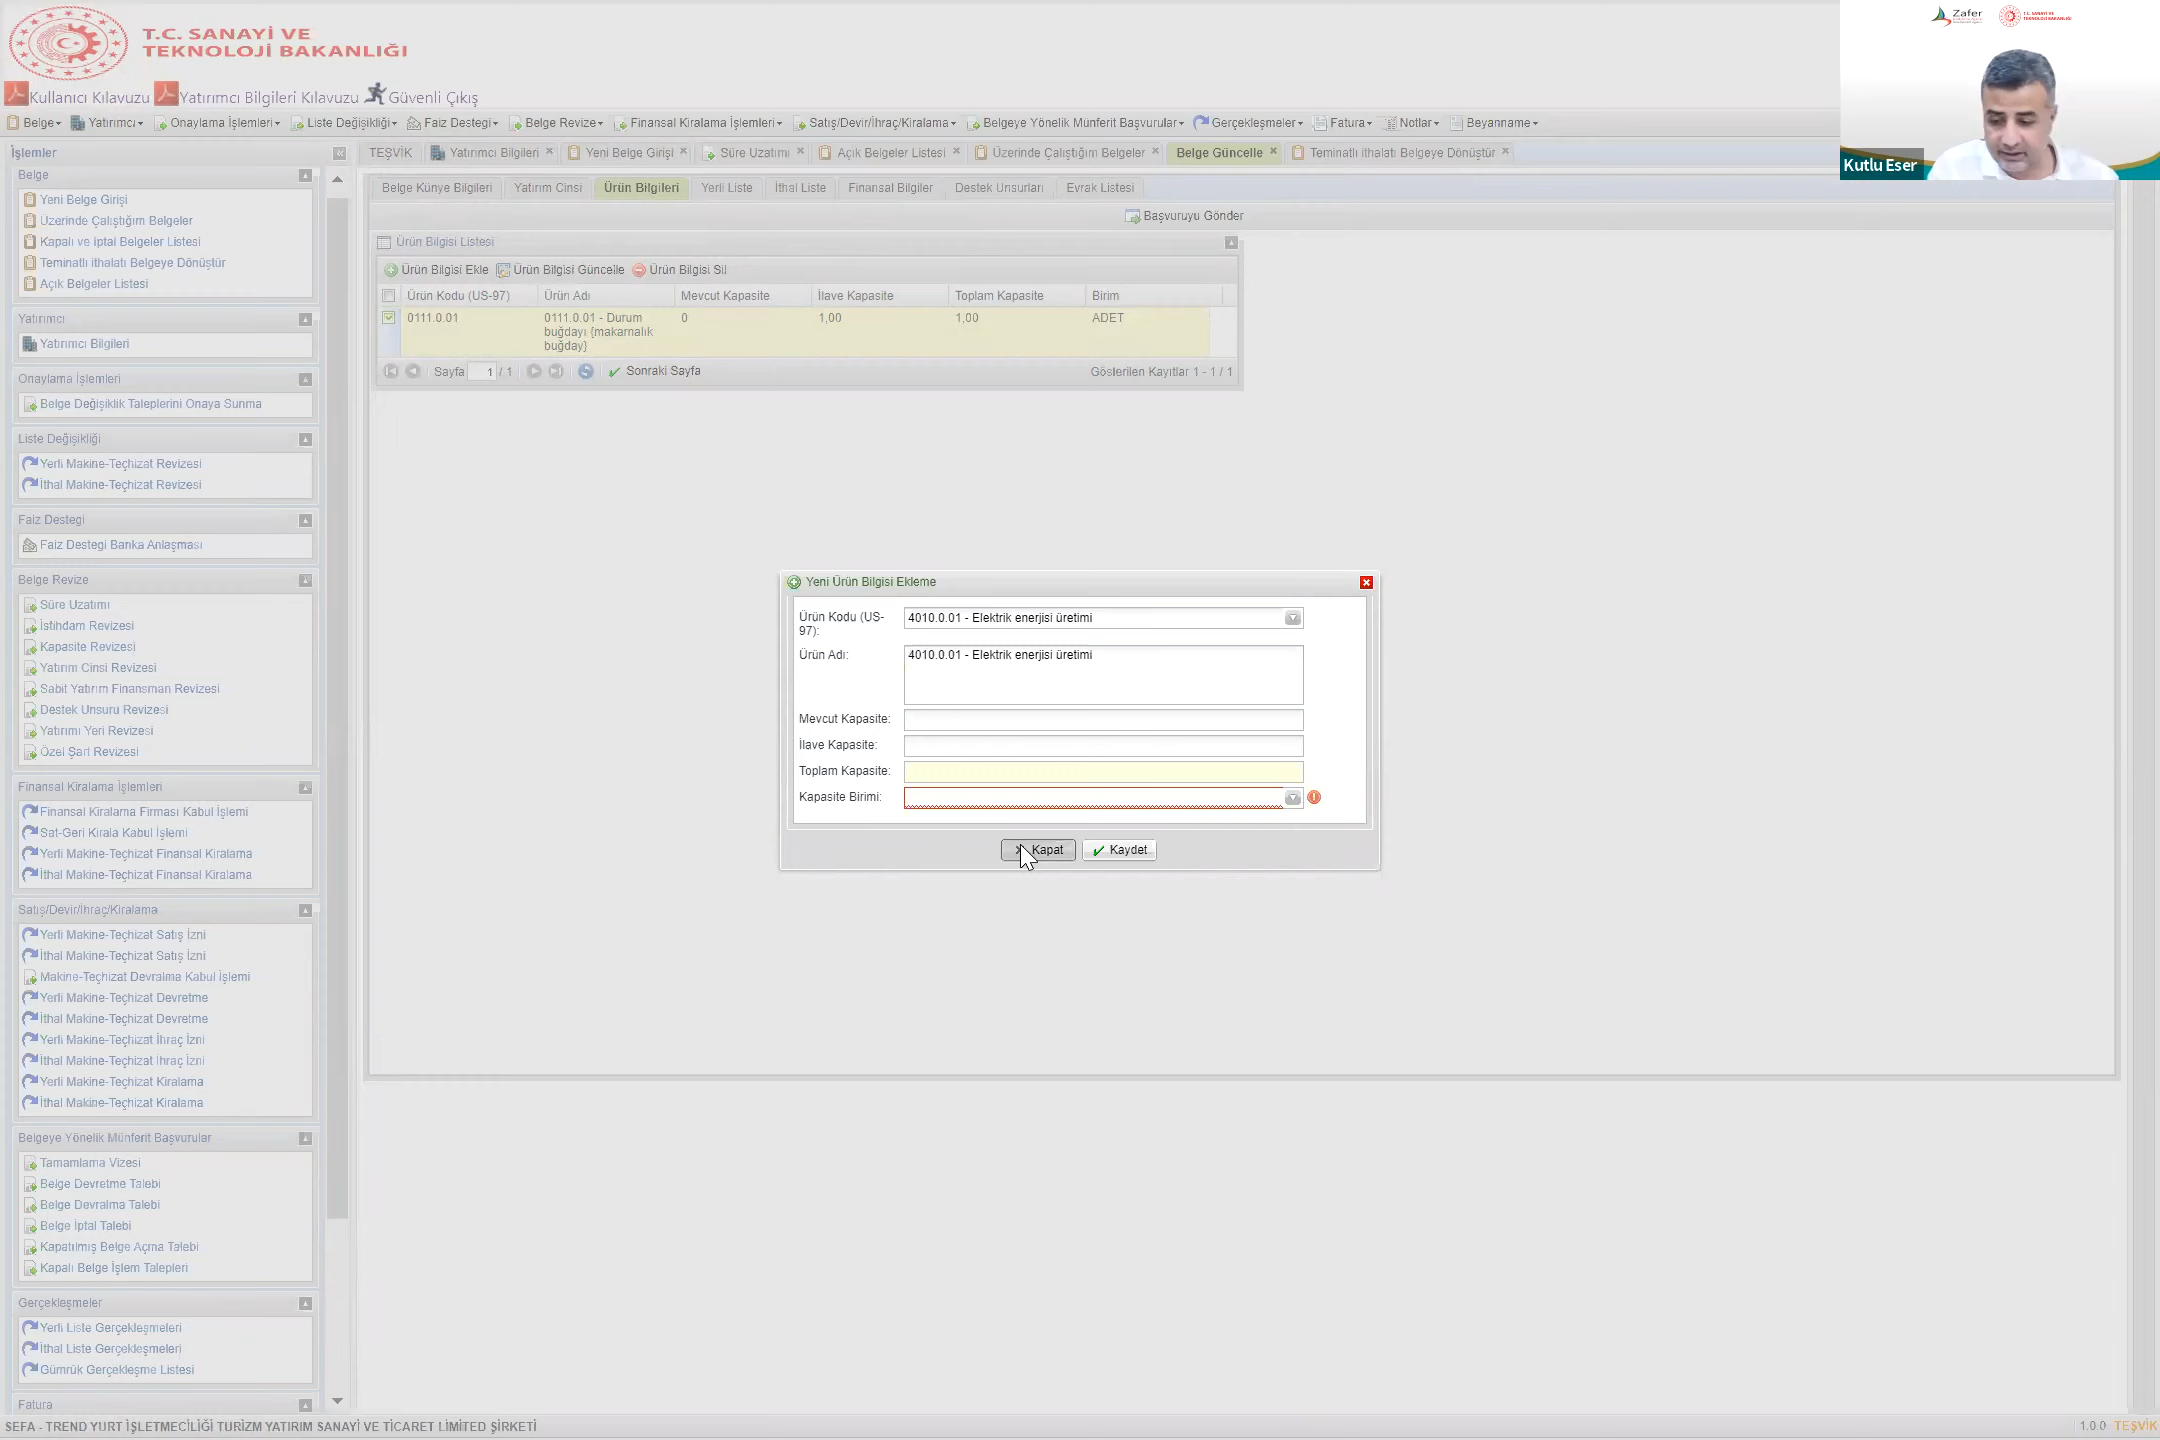 T.C. SANAYİ VE
TEKNOLOJİ BAKANLIĞI
Kullanıcı Kılavuzu Yatırımcı Bilgileri Kılavuzu Güvenli Çıkış
Zafer
T.C. SANAYİ VE
TEKNOLOJİ BAKANLIĞI
Kutlu Eser
Belge Yatırımcı Onaylama İşlemleri Liste Değişikliği Faiz Desteği Belge Revize Finansal Kiralama İşlemleri Satış/Devir/İhraç/Kiralama Belgeye Yönelik Münferit Başvurular Gerçekleşmeler Fatura Notlar Beyanname
İşlemler
TEŞVİK Yatırımcı Bilgileri Yeni Belge Girişi Süre Uzatımı Açık Belgeler Listesi Üzerinde Çalıştığım Belgeler Belge Güncelle Teminatlı ithalatı Belgeye Dönüştür
Belge Künye Bilgileri Yatırım Cinsi Ürün Bilgileri Yerli Liste İthal Liste Finansal Bilgiler Destek Unsurları Evrak Listesi
Başvuruyu Gönder
Ürün Bilgisi Listesi
Ürün Bilgisi Ekle Ürün Bilgisi Güncelle Ürün Bilgisi Sil
Ürün Kodu (US-97) Ürün Adı Mevcut Kapasite İlave Kapasite Toplam Kapasite Birim
0111.0.01 0111.0.01 - Durum 0 1,00 1,00 ADET
buğdayı {makarnalık
buğday}
Sayfa 1 / 1 Sonraki Sayfa Gösterilen Kayıtlar 1 - 1 / 1
Belge
Yeni Belge Girişi
Üzerinde Çalıştığım Belgeler
Kapalı ve İptal Belgeler Listesi
Teminatlı ithalatı Belgeye Dönüştür
Açık Belgeler Listesi
Yatırımcı
Yatırımcı Bilgileri
Onaylama İşlemleri
Belge Değişiklik Taleplerini Onaya Sunma
Liste Değişikliği
Yerli Makine-Teçhizat Revizesi
İthal Makine-Teçhizat Revizesi
Faiz Destegi
Faiz Destegi Banka Anlaşması
Belge Revize
Süre Uzatımı
İstihdam Revizesi
Kapasite Revizesi
Yatırım Cinsi Revizesi
Sabit Yatırım Finansman Revizesi
Destek Unsuru Revizesi
Yatırımı Yeri Revizesi
Özel Şart Revizesi
Finansal Kiralama İşlemleri
Finansal Kiralama Firması Kabul İşlemi
Sat-Geri Kirala Kabul İşlemi
Yerli Makine-Teçhizat Finansal Kiralama
İthal Makine-Teçhizat Finansal Kiralama
Satış/Devir/İhraç/Kiralama
Yerli Makine-Teçhizat Satış İzni
İthal Makine-Teçhizat Satış İzni
Makine-Teçhizat Devralma Kabul İşlemi
Yerli Makine-Teçhizat Devretme
İthal Makine-Teçhizat Devretme
Yerli Makine-Teçhizat İhraç İzni
İthal Makine-Teçhizat İhraç İzni
Yerli Makine-Teçhizat Kiralama
İthal Makine-Teçhizat Kiralama
Belgeye Yönelik Münferit Başvurular
Tamamlama Vizesi
Belge Devretme Talebi
Belge Devralma Talebi
Belge İptal Talebi
Kapatılmış Belge Açma Talebi
Kapalı Belge İşlem Talepleri
Gerçekleşmeler
Yerli Liste Gerçekleşmeleri
İthal Liste Gerçekleşmeleri
Gümrük Gerçekleşme Listesi
Fatura
Yeni Ürün Bilgisi Ekleme
Ürün Kodu (US-
97): 4010.0.01 - Elektrik enerjisi üretimi
Ürün Adı: 4010.0.01 - Elektrik enerjisi üretimi
Mevcut Kapasite:
İlave Kapasite:
Toplam Kapasite:
Kapasite Birimi:
Kapat Kaydet
SEFA - TREND YURT İŞLETMECİLİĞİ TURİZM YATIRIM SANAYİ VE TİCARET LİMİTED ŞİRKETİ
1.0.0 TEŞVİK